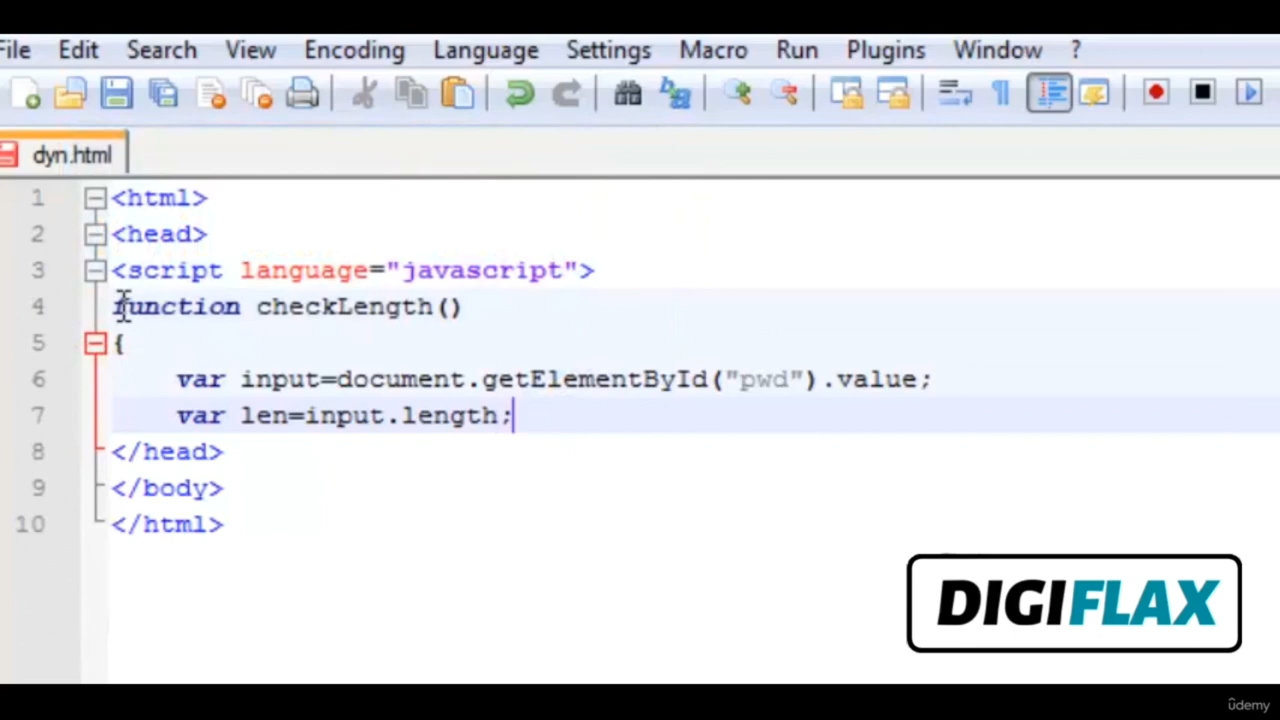 File Edit Search View Encoding Language Settings Macro Run Plugins Window ?
dyn.html
1 <html>
2 <head>
3 <script language="javascript">
4 function checkLength()
5 {
6 var input=document.getElementById("pwd").value;
7 var len=input.length;
8 </head>
9 </body>
10 </html>
DIGIFLAX
ûdemy